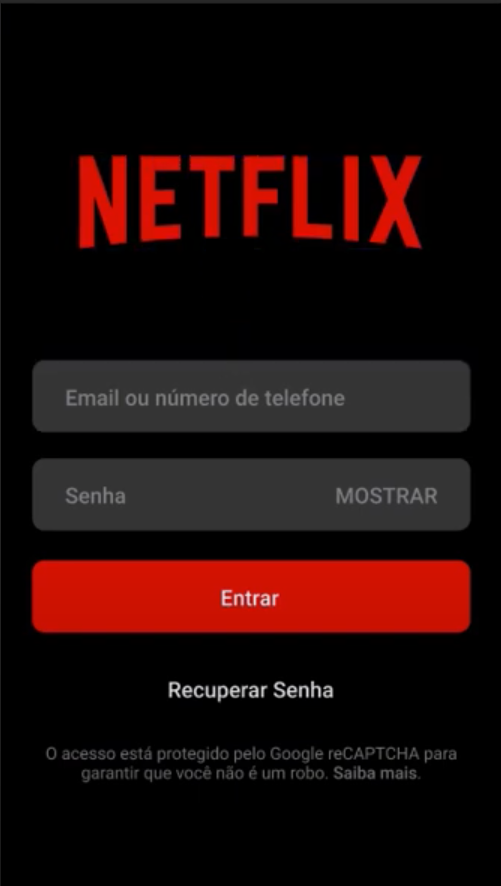 NETFLIX
Email ou número de telefone
Senha MOSTRAR
Entrar
Recuperar Senha
O acesso está protegido pelo Google reCAPTCHA para
garantir que você não é um robo. Saiba mais.